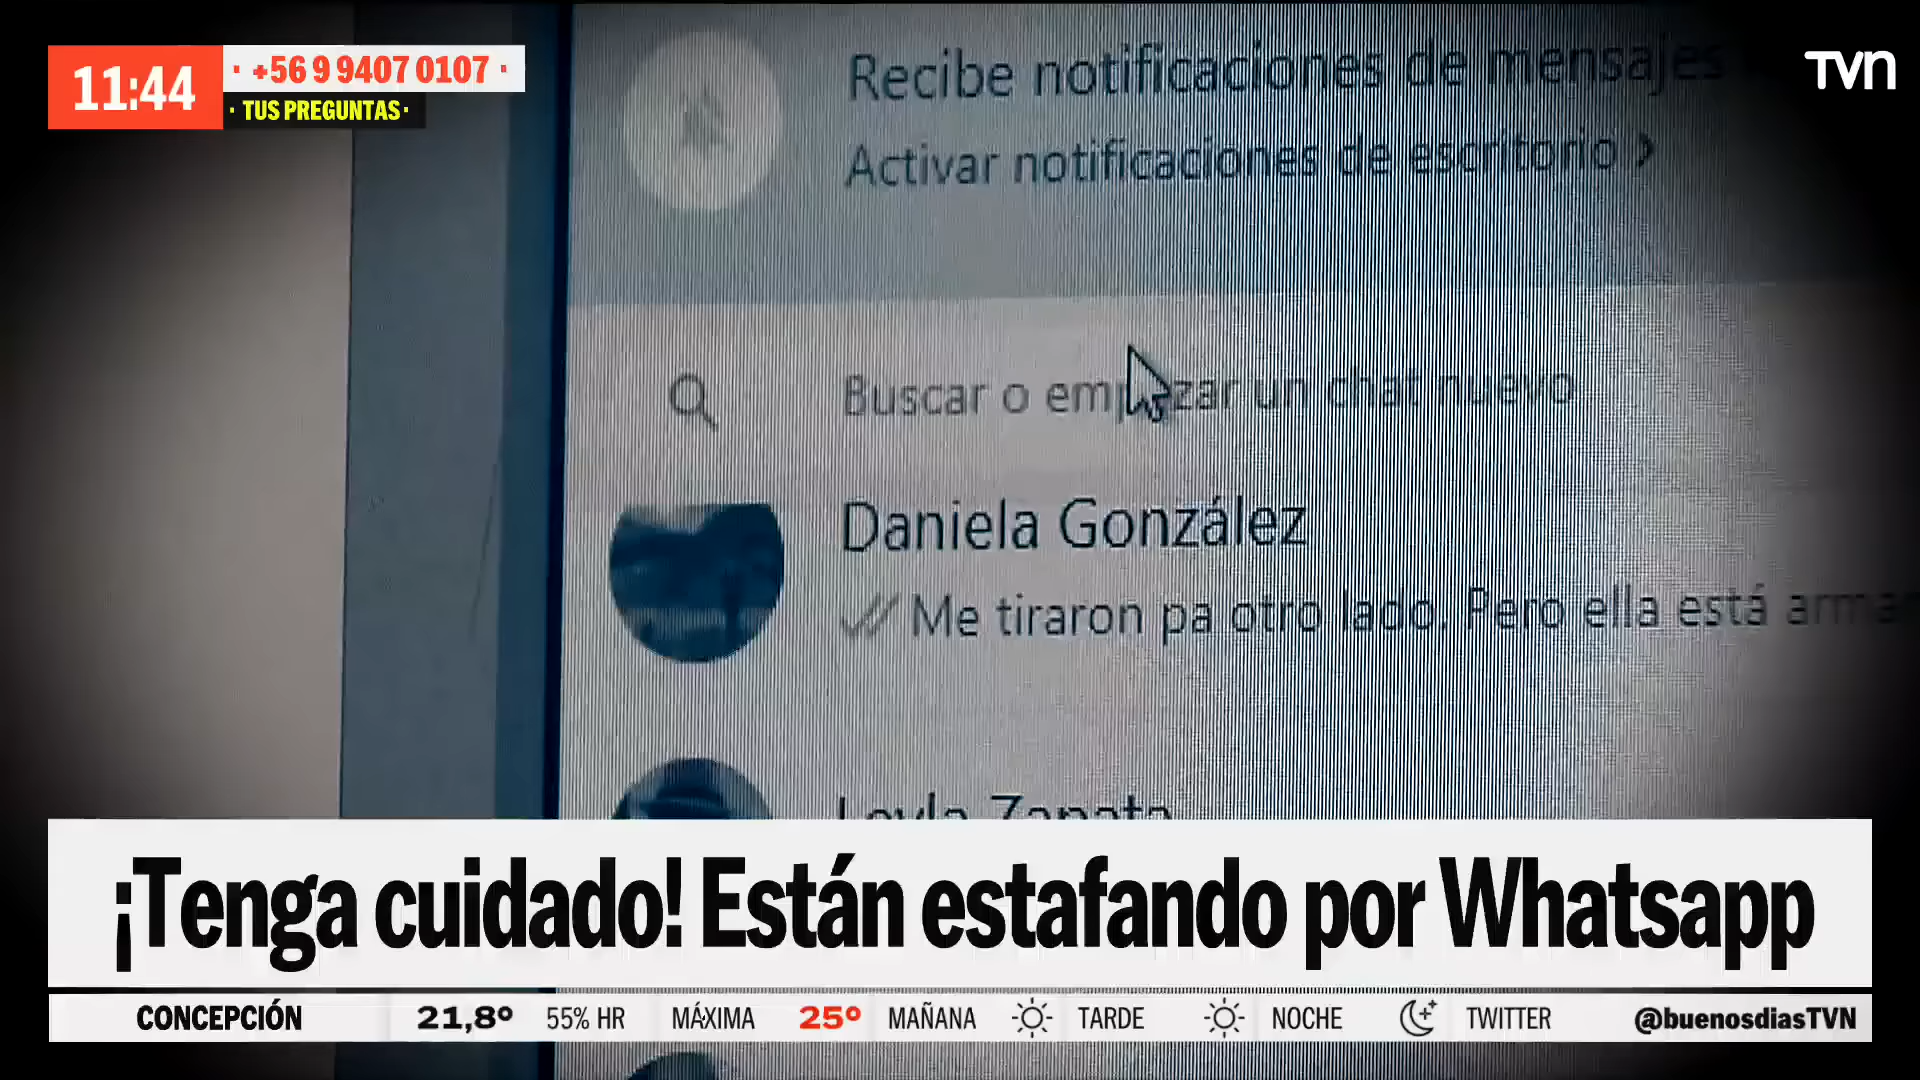 11:44
· +56 9 9407 0107 ·
· TUS PREGUNTAS ·
TVN
Recibe notificaciones de mensajes
Activar notificaciones de escritorio >
Buscar o empezar un chat nuevo
Daniela González
Me tiraron pa otro lado. Pero ella está
Zapata
¡Tenga cuidado! Están estafando por Whatsapp
CONCEPCIÓN 21,8° 55% HR MÁXIMA 25° MAÑANA TARDE NOCHE TWITTER @buenosdiasTVN